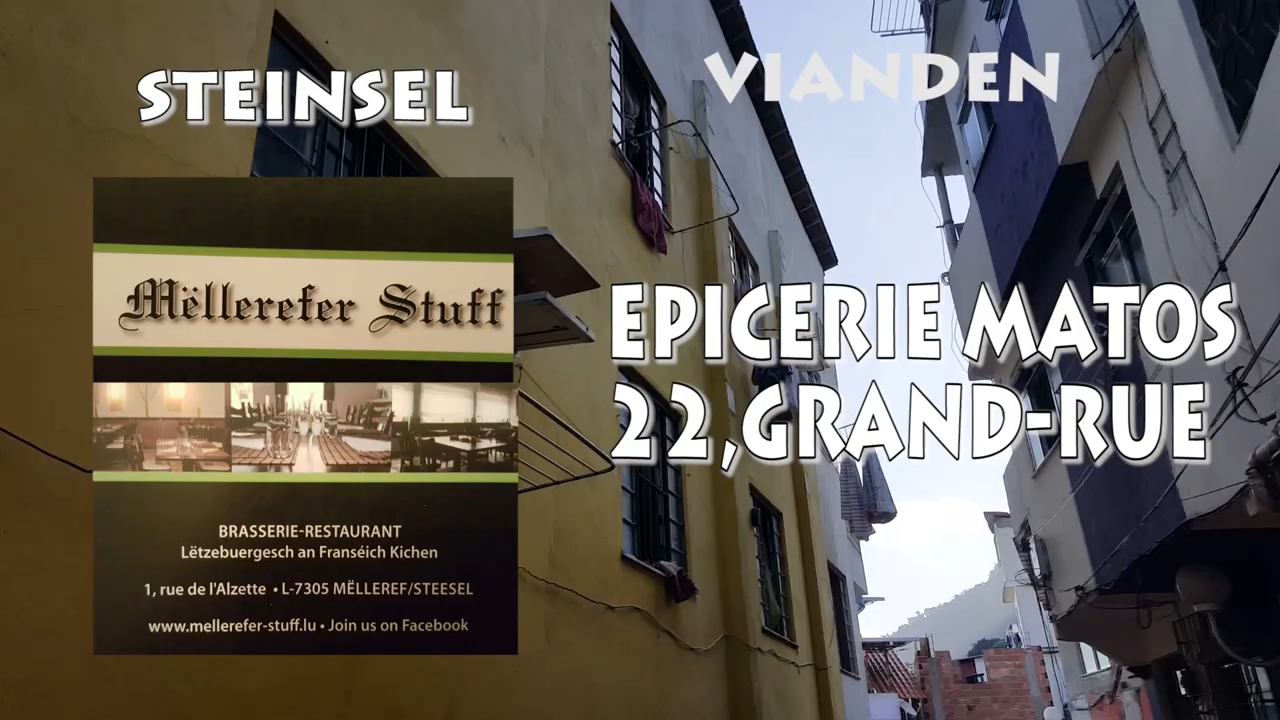 STEINSEL
Mëllerefer Stuff
BRASSERIE-RESTAURANT
Lëtzebuergesch an Franséich Kichen
1, rue de l'Alzette • L-7305 MËLLEREF/STEESEL
www.mellerefer-stuff.lu • Join us on Facebook
VIANDEN
EPICERIE MATOS
22,GRAND-RUE